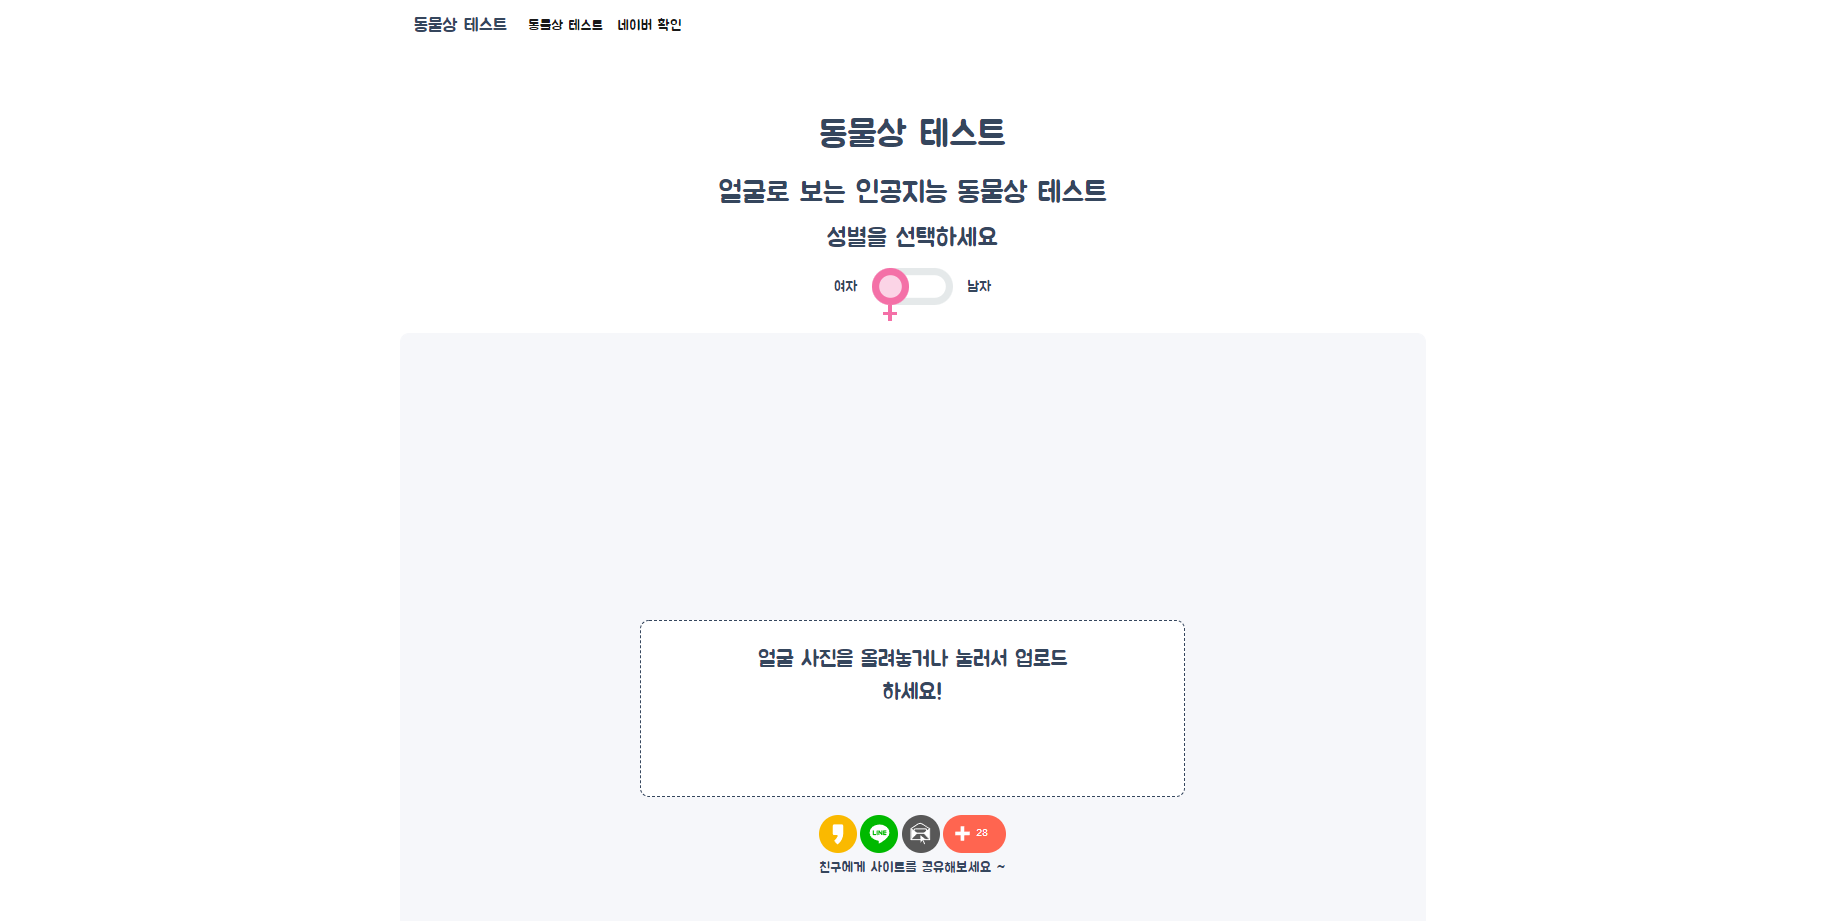 동물상 테스트 동물상 테스트 네이버 확인
동물상 테스트
얼굴로 보는 인공지능 동물상 테스트
성별을 선택하세요
여자 남자
얼굴 사진을 올려놓거나 눌러서 업로드
하세요!
LINE 28
친구에게 사이트를 공유해보세요 ~